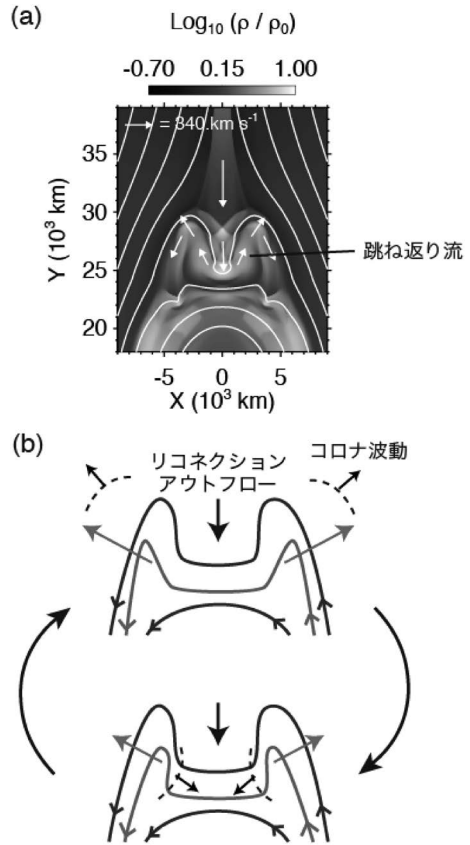 (a)
Log₁₀ (ρ / ρ₀)
-0.70 0.15 1.00
= 340.km s⁻¹
35
30
25
20
Y (10³ km)
跳ね返り流
-5 0 5
X (10³ km)
(b)
リコネクション
アウトフロー
コロナ波動